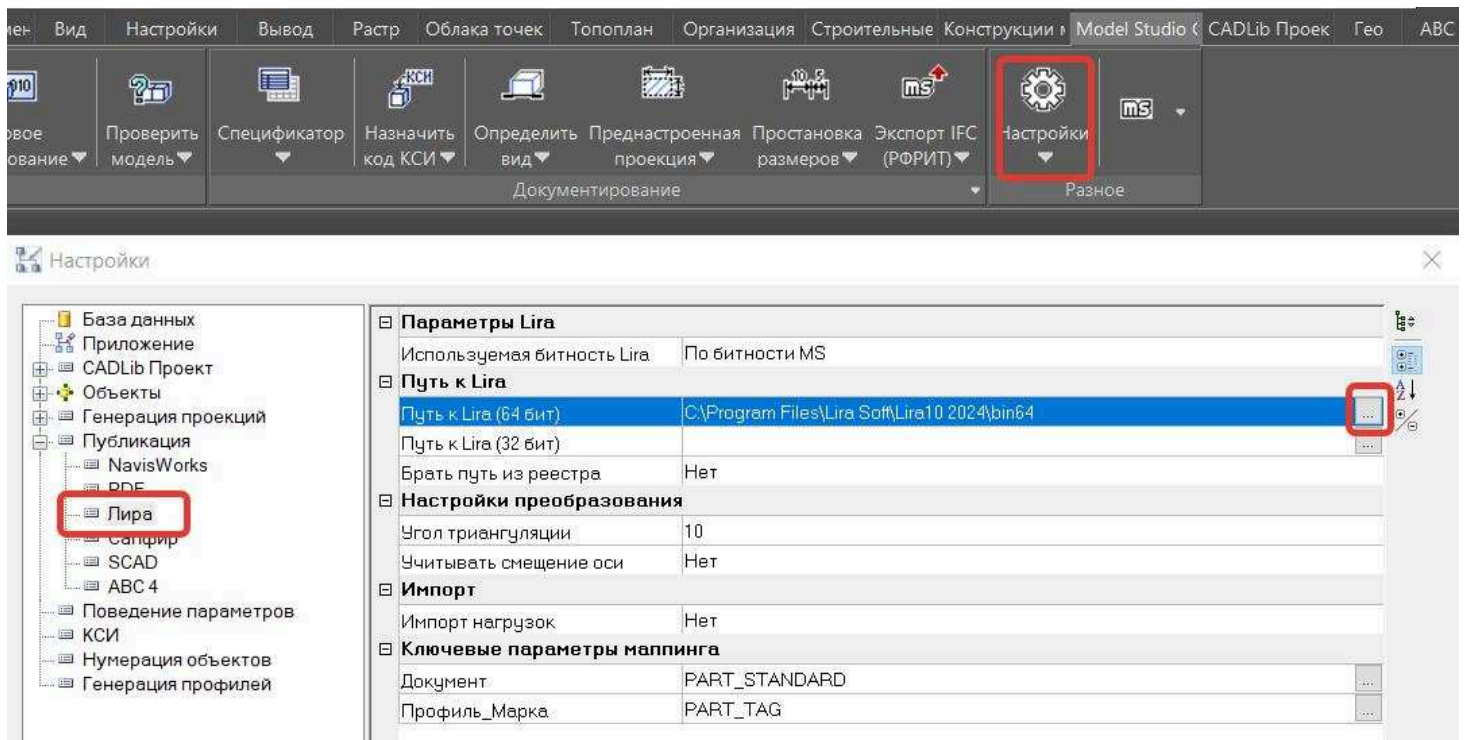 Вид Настройки Вывод Растр Облака точек Топоплан Организация Строительные Конструкции Model Studio CADLib Проек Гео ABC
Проверить Спецификатор Назначить Определить Преднастроенная Простановка Экспорт IFC Настройки
модель код КСИ вид проекция размеров (РФРИТ)
Документирование Разное
Настройки
База данных
Приложение
CADLib Проект
Объекты
Генерация проекций
Публикация
NavisWorks
PDF
Лира
Сапфир
SCAD
ABC 4
Поведение параметров
КСИ
Нумерация объектов
Генерация профилей
Параметры Lira
Используемая битность Lira По битности MS
Путь к Lira
Путь к Lira (64 бит) C:\Program Files\Lira Soft\Lira10 2024\bin64 ...
Путь к Lira (32 бит) ...
Брать путь из реестра Нет
Настройки преобразования
Угол триангуляции 10
Учитывать смещение оси Нет
Импорт
Импорт нагрузок Нет
Ключевые параметры маппинга
Документ PART_STANDARD ...
Профиль_Марка PART_TAG ...